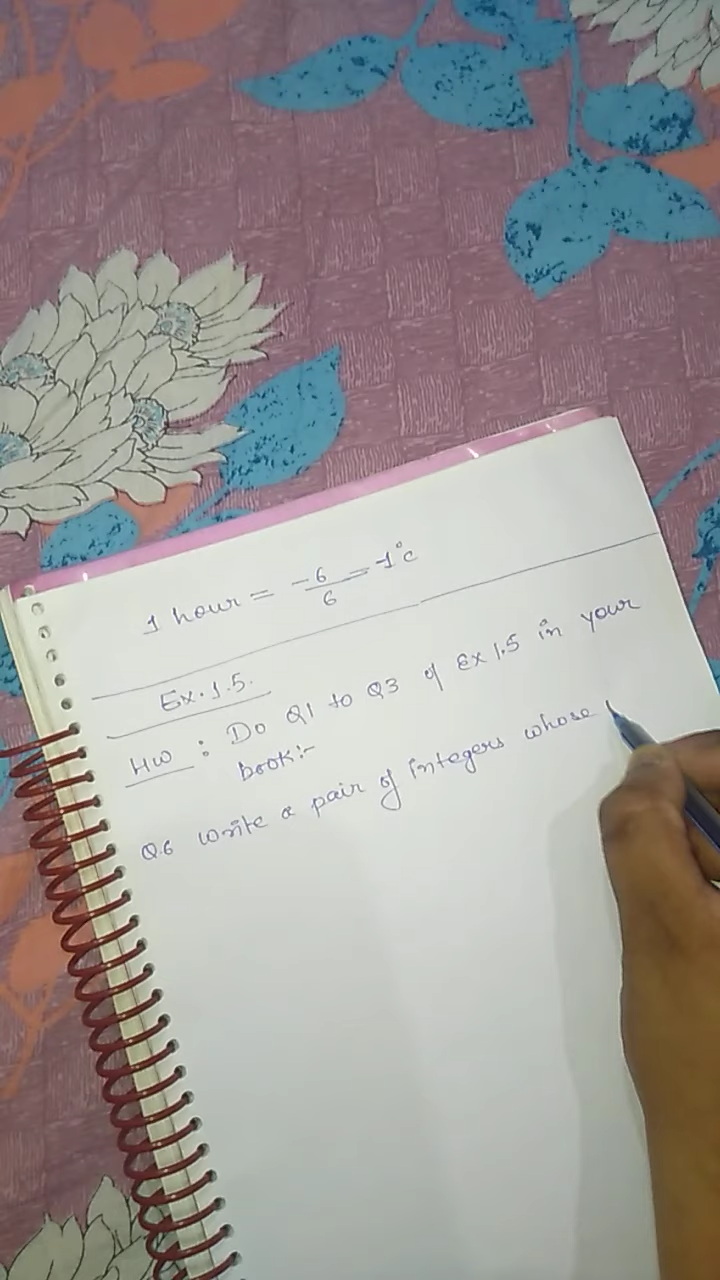 1 hour = -6/6 = -1°c
Ex. 1.5.
HW : Do Q1 to Q3 of Ex 1.5 in your
book:-
Q.6 Write a pair of integers whose